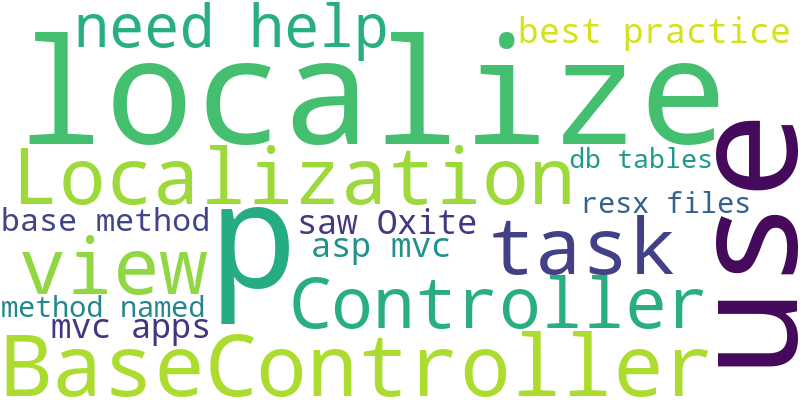 need help
best practice
localize
Localization
db tables
use
resx files
base method
p
saw Oxite
task
asp mvc
view
Controller
method named
mvc apps
BaseController